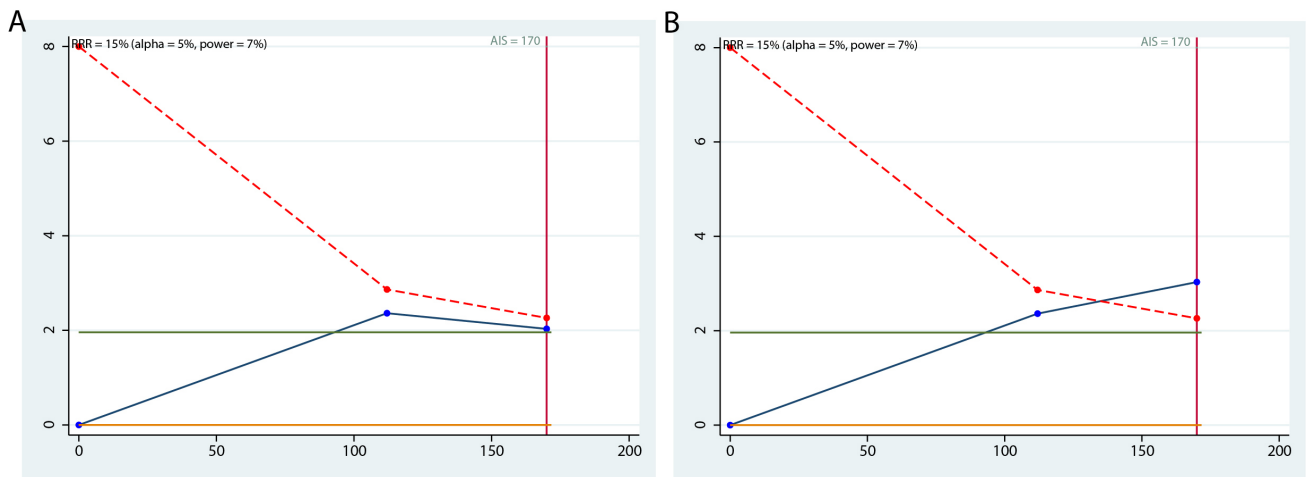 A
RRR = 15% (alpha = 5%, power = 7%)
AIS = 170
8
6
4
2
0
0 50 100 150 200
B
RRR = 15% (alpha = 5%, power = 7%)
AIS = 170
8
6
4
2
0
0 50 100 150 200